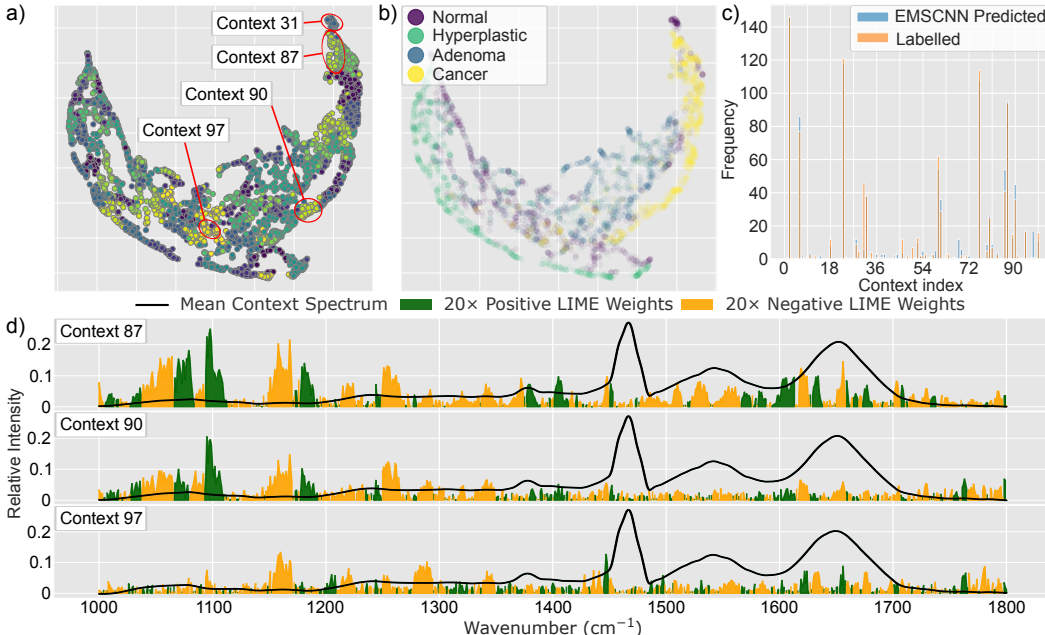 a)
Context 31
Context 87
Context 90
Context 97
b)
Normal
Hyperplastic
Adenoma
Cancer
c)
EMSCNN Predicted
Labelled
Frequency
140
120
100
80
60
40
20
0
0 18 36 54 72 90
Context index
Mean Context Spectrum 20× Positive LIME Weights 20× Negative LIME Weights
d)
Relative Intensity
Context 87
0.2
0.1
0
Context 90
0.2
0.1
0
Context 97
0.2
0.1
0
1000 1100 1200 1300 1400 1500 1600 1700 1800
Wavenumber (cm⁻¹)